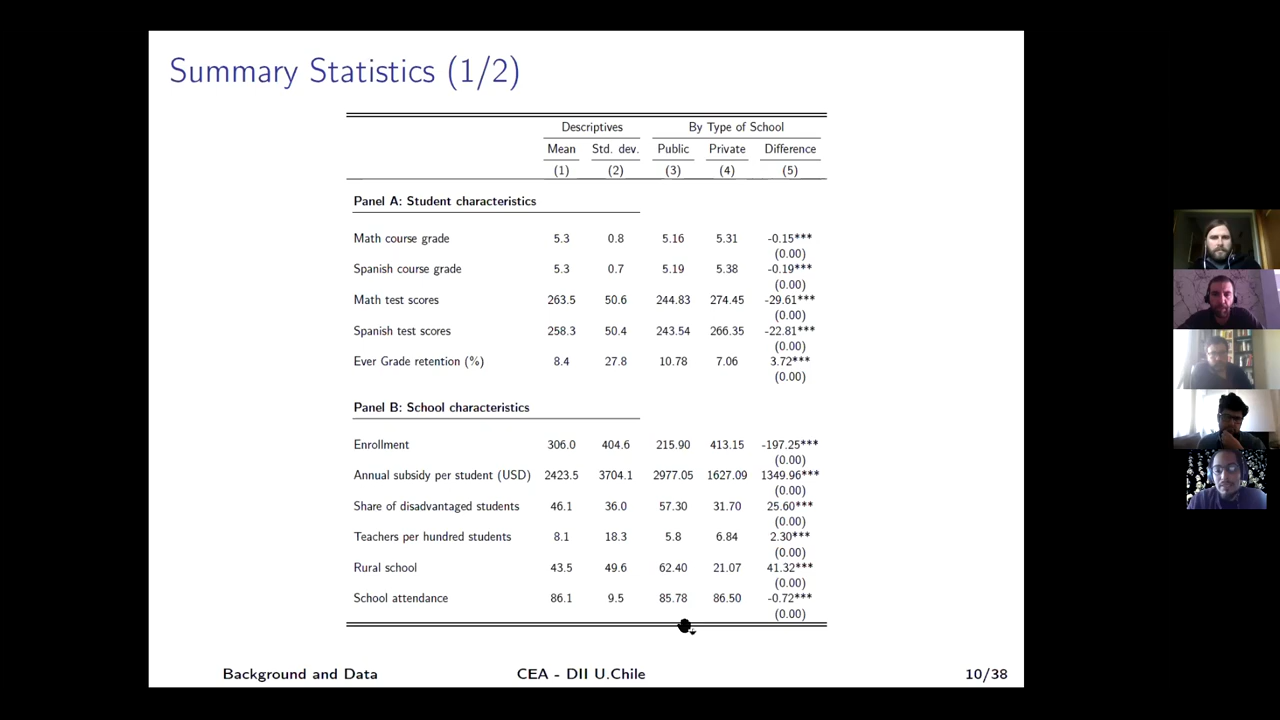 Summary Statistics (1/2)
Descriptives By Type of School
Mean Std. dev. Public Private Difference
(1) (2) (3) (4) (5)
Panel A: Student characteristics
Math course grade 5.3 0.8 5.16 5.31 -0.15***
(0.00)
Spanish course grade 5.3 0.7 5.19 5.38 -0.19***
(0.00)
Math test scores 263.5 50.6 244.83 274.45 -29.61***
(0.00)
Spanish test scores 258.3 50.4 243.54 266.35 -22.81***
(0.00)
Ever Grade retention (%) 8.4 27.8 10.78 7.06 3.72***
(0.00)
Panel B: School characteristics
Enrollment 306.0 404.6 215.90 413.15 -197.25***
(0.00)
Annual subsidy per student (USD) 2423.5 3704.1 2977.05 1627.09 1349.96***
(0.00)
Share of disadvantaged students 46.1 36.0 57.30 31.70 25.60***
(0.00)
Teachers per hundred students 8.1 18.3 5.8 6.84 2.30***
(0.00)
Rural school 43.5 49.6 62.40 21.07 41.32***
(0.00)
School attendance 86.1 9.5 85.78 86.50 -0.72***
(0.00)
Background and Data CEA - DII U.Chile 10/38